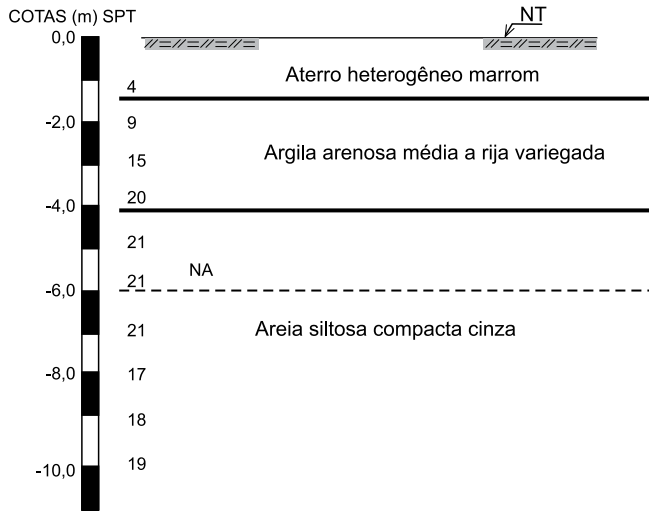 COTAS (m) SPT
NT
0,0
Aterro heterogêneo marrom
4
-2,0
9
Argila arenosa média a rija variegada
15
20
-4,0
21
NA
21
-6,0
Areia siltosa compacta cinza
21
-8,0
17
18
19
-10,0